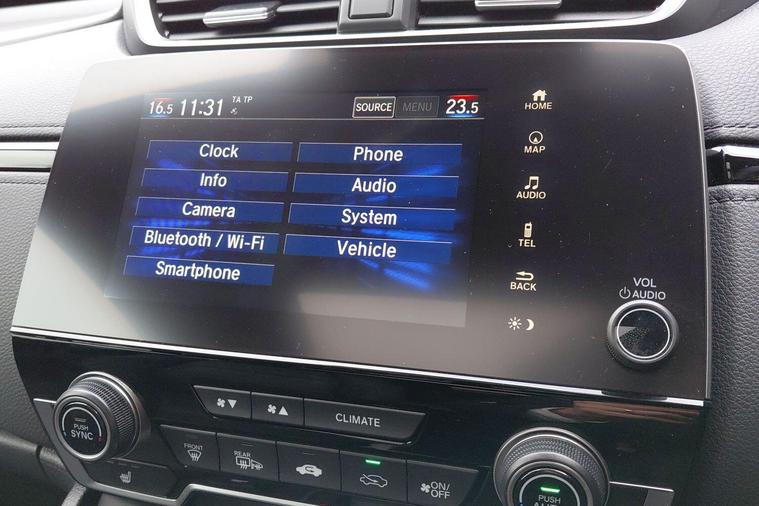 16.5 11:31 TA TP SOURCE MENU 23.5
Clock
Phone
Info
Audio
Camera
System
Bluetooth / Wi-Fi
Vehicle
Smartphone
HOME
MAP
AUDIO
TEL
BACK
VOL
AUDIO
CLIMATE
PUSH
SYNC
FRONT
REAR
ON/
OFF
PUSH